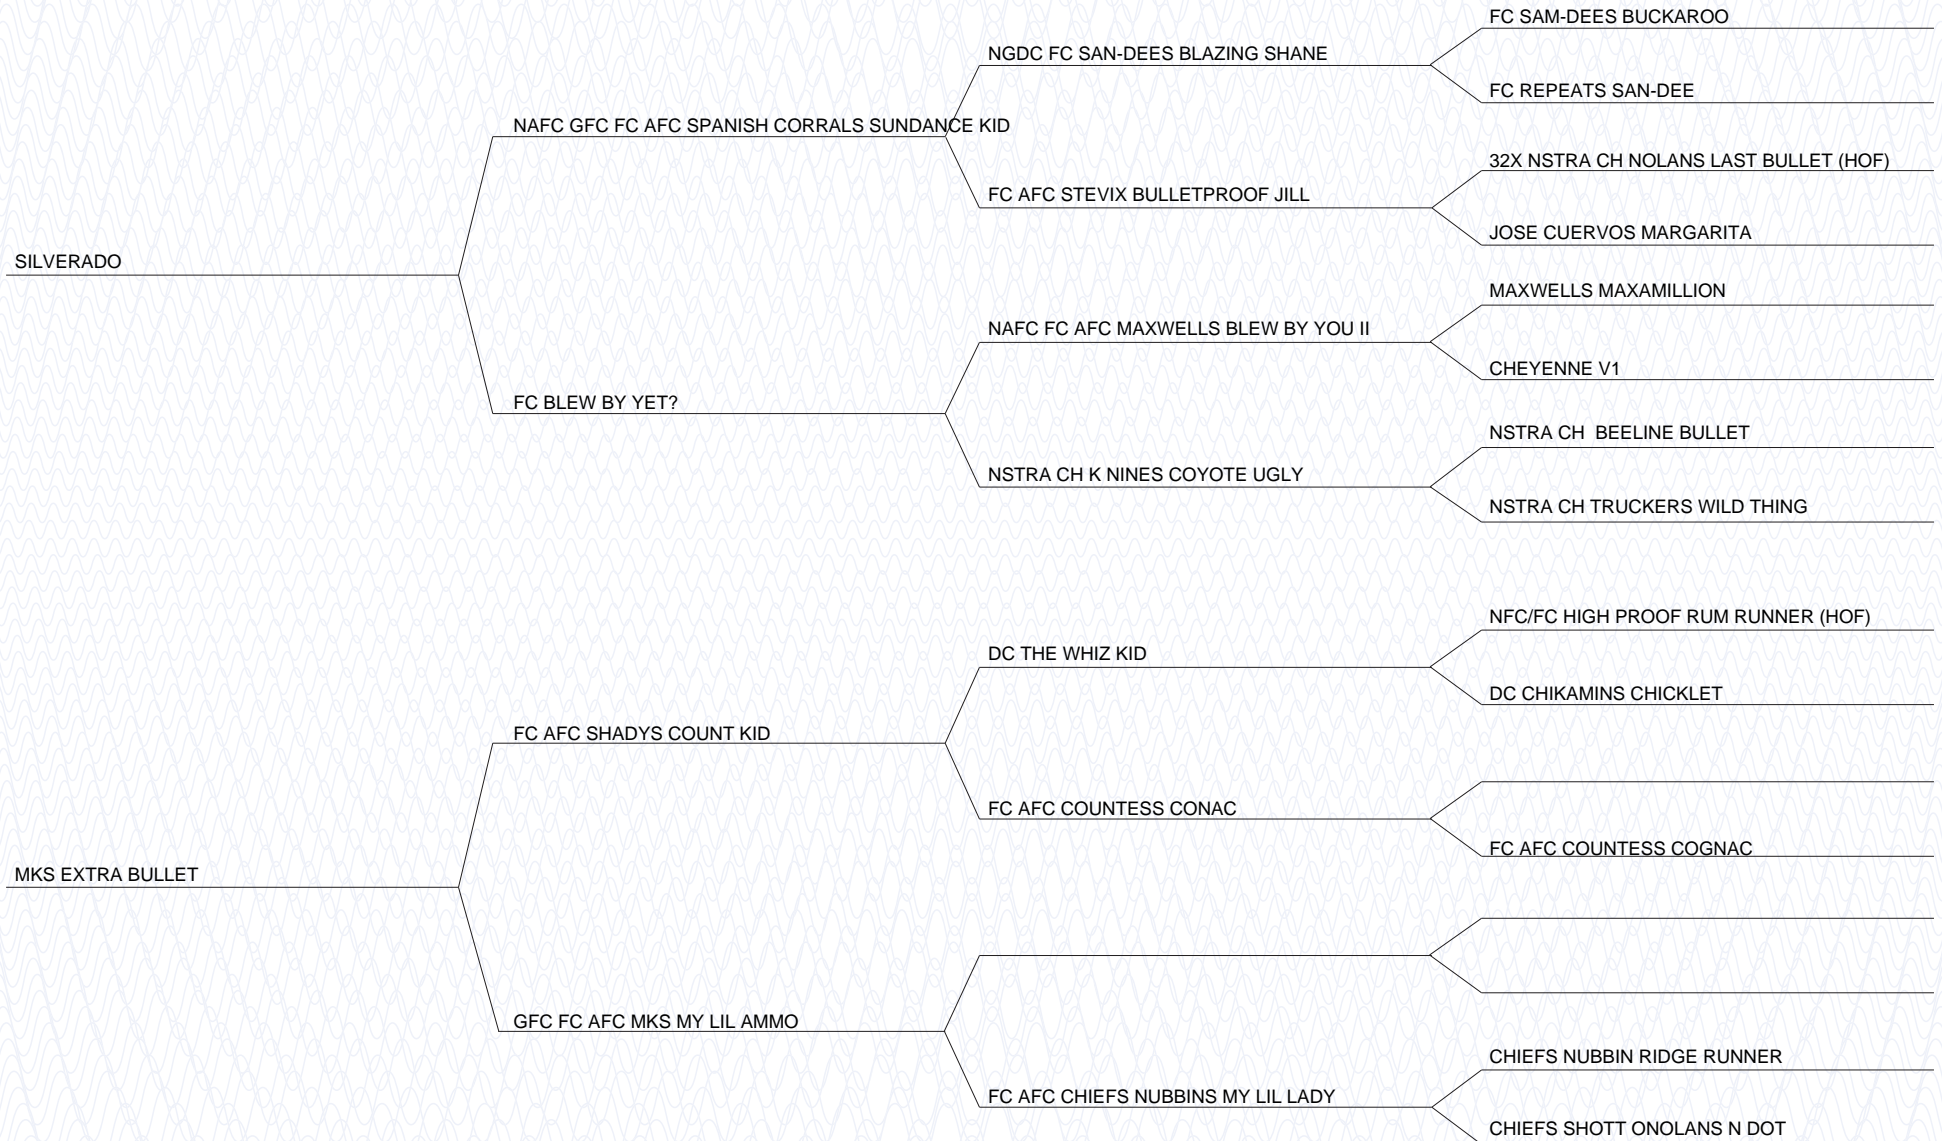 FC SAM-DEES BUCKAROO
NGDC FC SAN-DEES BLAZING SHANE
FC REPEATS SAN-DEE
NAFC GFC FC AFC SPANISH CORRALS SUNDANCE KID
32X NSTRA CH NOLANS LAST BULLET (HOF)
FC AFC STEVIX BULLETPROOF JILL
JOSE CUERVOS MARGARITA
SILVERADO
MAXWELLS MAXAMILLION
NAFC FC AFC MAXWELLS BLEW BY YOU II
CHEYENNE V1
FC BLEW BY YET?
NSTRA CH  BEELINE BULLET
NSTRA CH K NINES COYOTE UGLY
NSTRA CH TRUCKERS WILD THING
NFC/FC HIGH PROOF RUM RUNNER (HOF)
DC THE WHIZ KID
DC CHIKAMINS CHICKLET
FC AFC SHADYS COUNT KID
FC AFC COUNTESS CONAC
FC AFC COUNTESS COGNAC
MKS EXTRA BULLET
GFC FC AFC MKS MY LIL AMMO
CHIEFS NUBBIN RIDGE RUNNER
FC AFC CHIEFS NUBBINS MY LIL LADY
CHIEFS SHOTT ONOLANS N DOT